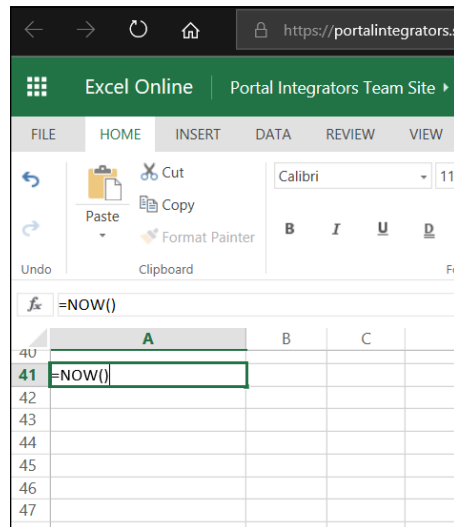 https://portalintegrators.s
Excel Online Portal Integrators Team Site
FILE HOME INSERT DATA REVIEW VIEW
Cut
Copy
Format Painter
Paste
Calibri 11
B I U D
Undo Clipboard F
fx =NOW()
A B C
40
41 =NOW()
42
43
44
45
46
47